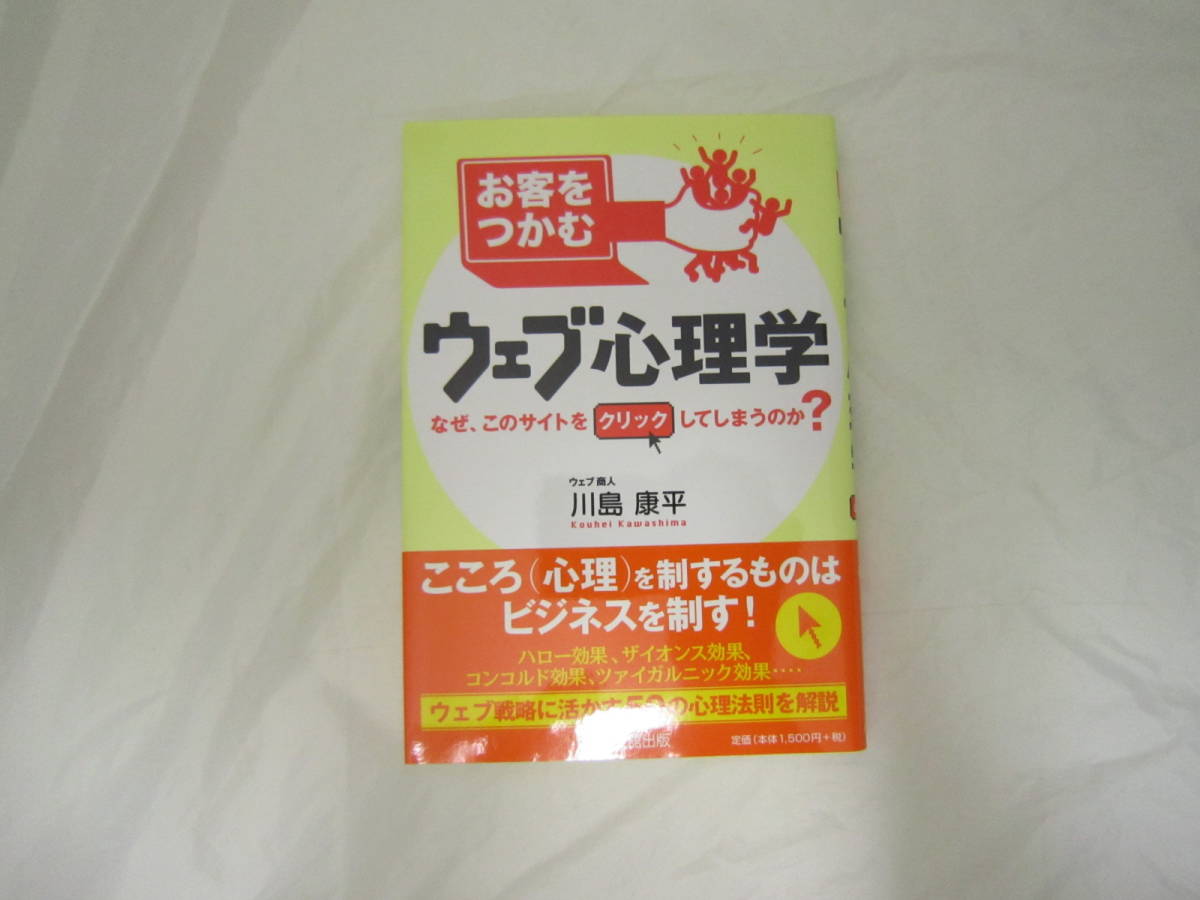 お客を
つかむ
ウェブ心理学
なぜ、このサイトをクリックしてしまうのか?
ウェブ商人
川島 康平
Kouhei Kawashima
こころ(心理)を制するものは
ビジネスを制す!
ハロー効果、ザイオンス効果、
コンコルド効果、ツァイガルニック効果‥‥
ウェブ戦略に活かす の心理法則を解説
出版
定価(本体1,500円+税)